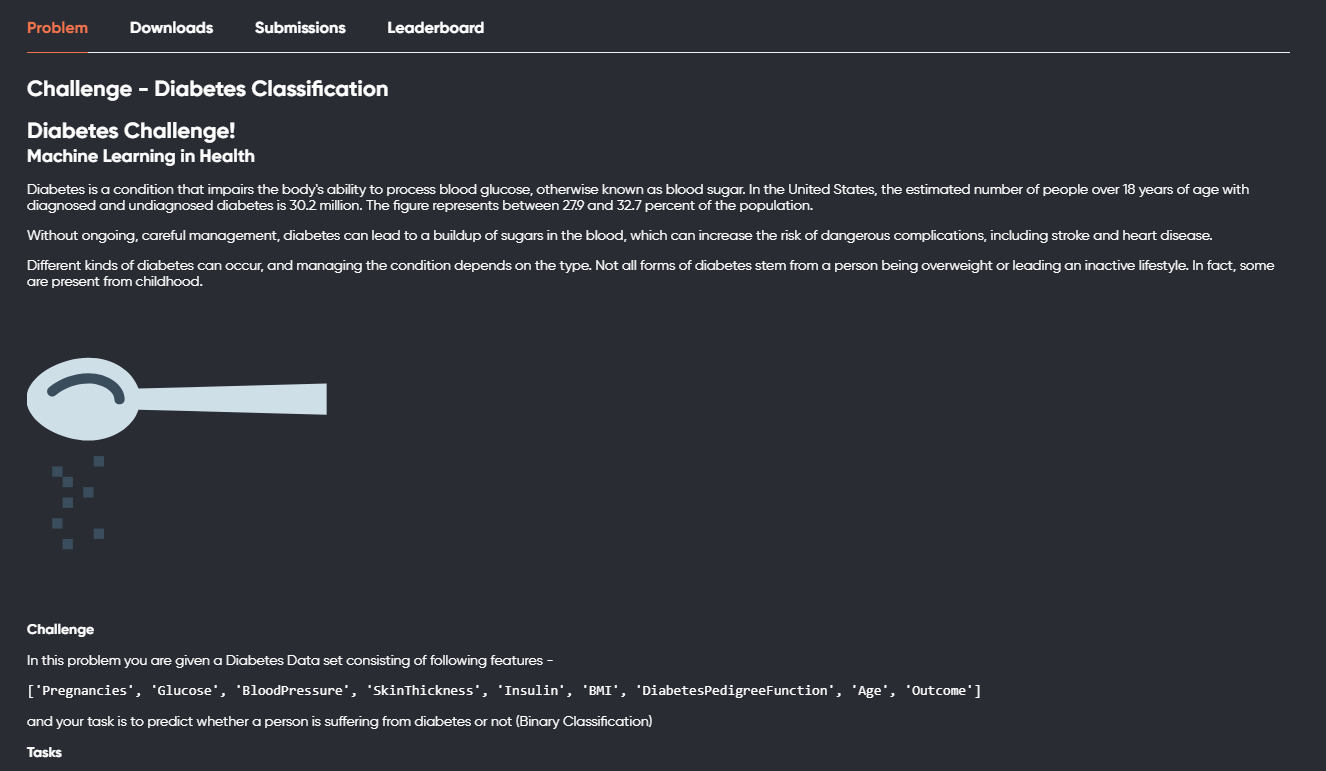 Problem
Downloads
Submissions
Leaderboard
Challenge - Diabetes Classification
Diabetes Challenge!
Machine Learning in Health
Diabetes is a condition that impairs the body's ability to process blood glucose, otherwise known as blood sugar. In the United States, the estimated number of people over 18 years of age with
diagnosed and undiagnosed diabetes is 30.2 million. The figure represents between 27.9 and 32.7 percent of the population.
Without ongoing, careful management, diabetes can lead to a buildup of sugars in the blood, which can increase the risk of dangerous complications, including stroke and heart disease.
Different kinds of diabetes can occur, and managing the condition depends on the type. Not all forms of diabetes stem from a person being overweight or leading an inactive lifestyle. In fact, some
are present from childhood.
Challenge
In this problem you are given a Diabetes Data set consisting of following features -
['Pregnancies', 'Glucose', 'BloodPressure', 'SkinThickness', 'Insulin', 'BMI', 'DiabetesPedigreeFunction', 'Age', 'Outcome']
and your task is to predict whether a person is suffering from diabetes or not (Binary Classification)
Tasks